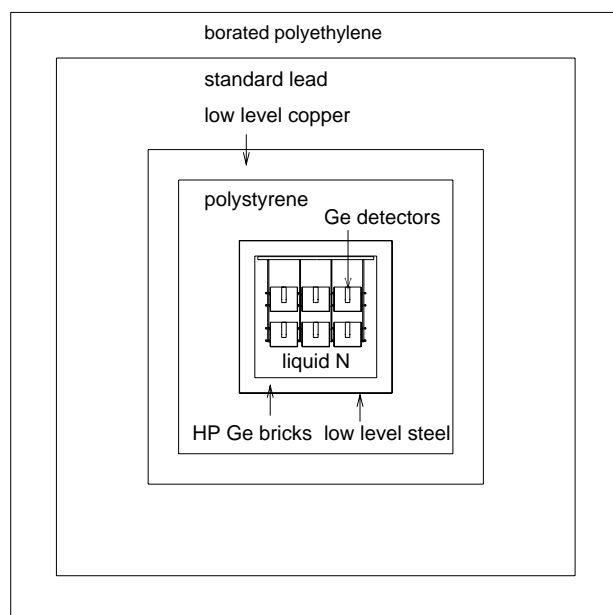 borated polyethylene
standard lead
low level copper
polystyrene
Ge detectors
liquid N
HP Ge bricks
low level steel